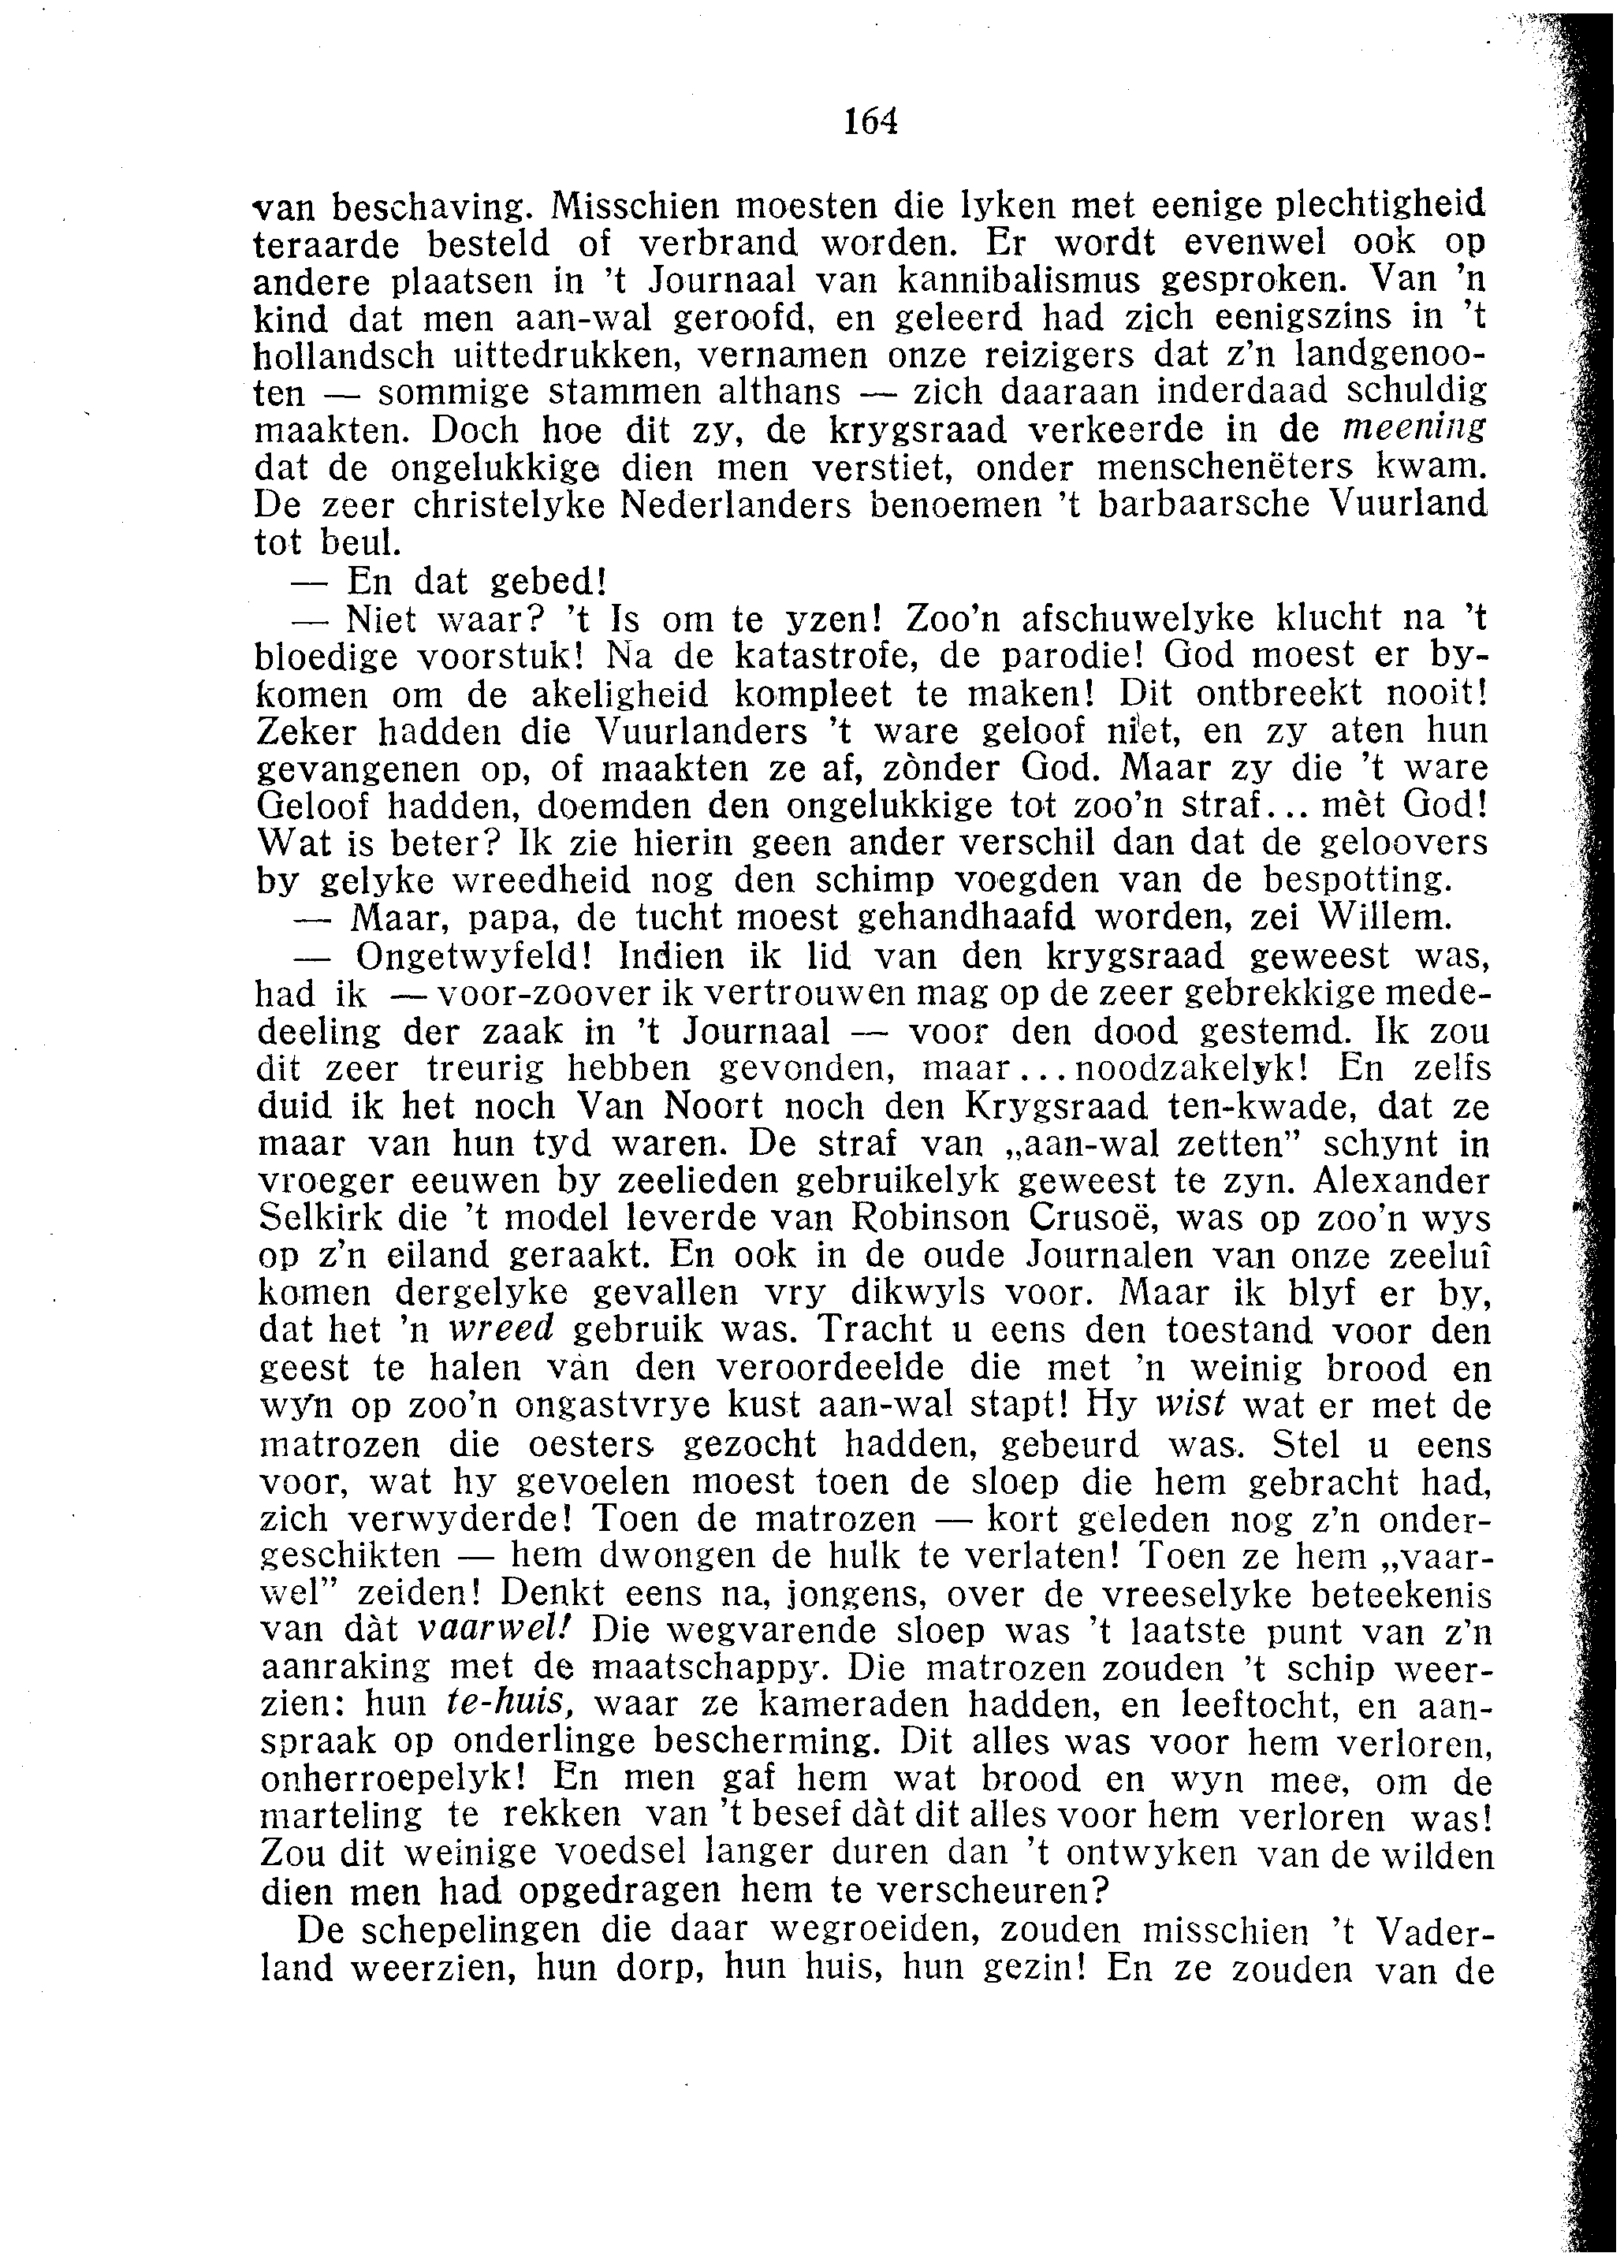 164
van beschaving. Misschien moesten die lyken met eenige plechtigheid
teraarde besteld of verbrand worden. Er wordt evenwel ook op
andere plaatsen in 't Journaal van kannibalismus gesproken. Van 'n
kind dat men aan-wal geroofd, en geleerd had zich eenigszins in 't
hollandsch uittedrukken, vernamen onze reizigers dat z'n landgenoo-
ten — sommige stammen althans — zich daaraan inderdaad schuldig
maakten. Doch hoe dit zy, de krygsraad verkeerde in de meening
dat de ongelukkige dien men verstiet, onder menschenëters kwam.
De zeer christelyke Nederlanders benoemen 't barbaarsche Vuurland
tot beul.
— En dat gebed!
— Niet waar? 't Is om te yzen! Zoo'n afschuwelyke klucht na 't
bloedige voorstuk! Na de katastrofe, de parodie! God moest er by-
komen om de akeligheid kompleet te maken! Dit ontbreekt nooit!
Zeker hadden die Vuurlanders 't ware geloof niet, en zy aten hun
gevangenen op, of maakten ze af, zònder God. Maar zy die 't ware
Geloof hadden, doemden den ongelukkige tot zoo'n straf... mèt God!
Wat is beter? Ik zie hierin geen ander verschil dan dat de geloovers
by gelyke wreedheid nog den schimp voegden van de bespotting.
— Maar, papa, de tucht moest gehandhaafd worden, zei Willem.
— Ongetwyfeld! Indien ik lid van den krygsraad geweest was,
had ik — voor-zoover ik vertrouwen mag op de zeer gebrekkige mede-
deeling der zaak in 't Journaal — voor den dood gestemd. Ik zou
dit zeer treurig hebben gevonden, maar... noodzakelyk! En zelfs
duid ik het noch Van Noort noch den Krygsraad ten-kwade, dat ze
maar van hun tyd waren. De straf van „aan-wal zetten” schynt in
vroeger eeuwen by zeelieden gebruikelyk geweest te zyn. Alexander
Selkirk die 't model leverde van Robinson Crusoë, was op zoo'n wys
op z'n eiland geraakt. En ook in de oude Journalen van onze zeeluî
komen dergelyke gevallen vry dikwyls voor. Maar ik blyf er by,
dat het 'n wreed gebruik was. Tracht u eens den toestand voor den
geest te halen van den veroordeelde die met 'n weinig brood en
wyn op zoo'n ongastvrye kust aan-wal stapt! Hy wist wat er met de
matrozen die oesters gezocht hadden, gebeurd was. Stel u eens
voor, wat hy gevoelen moest toen de sloep die hem gebracht had,
zich verwyderde! Toen de matrozen — kort geleden nog z'n onder-
geschikten — hem dwongen de hulk te verlaten! Toen ze hem „vaar-
wel” zeiden! Denkt eens na, jongens, over de vreeselyke beteekenis
van dàt vaarwel! Die wegvarende sloep was 't laatste punt van z'n
aanraking met de maatschappy. Die matrozen zouden 't schip weer-
zien: hun te-huis, waar ze kameraden hadden, en leeftocht, en aan-
spraak op onderlinge bescherming. Dit alles was voor hem verloren,
onherroepelyk! En men gaf hem wat brood en wyn mee, om de
marteling te rekken van 't besef dàt dit alles voor hem verloren was!
Zou dit weinige voedsel langer duren dan 't ontwyken van de wilden
dien men had opgedragen hem te verscheuren?
De schepelingen die daar wegroeiden, zouden misschien 't Vader-
land weerzien, hun dorp, hun huis, hun gezin! En ze zouden van de